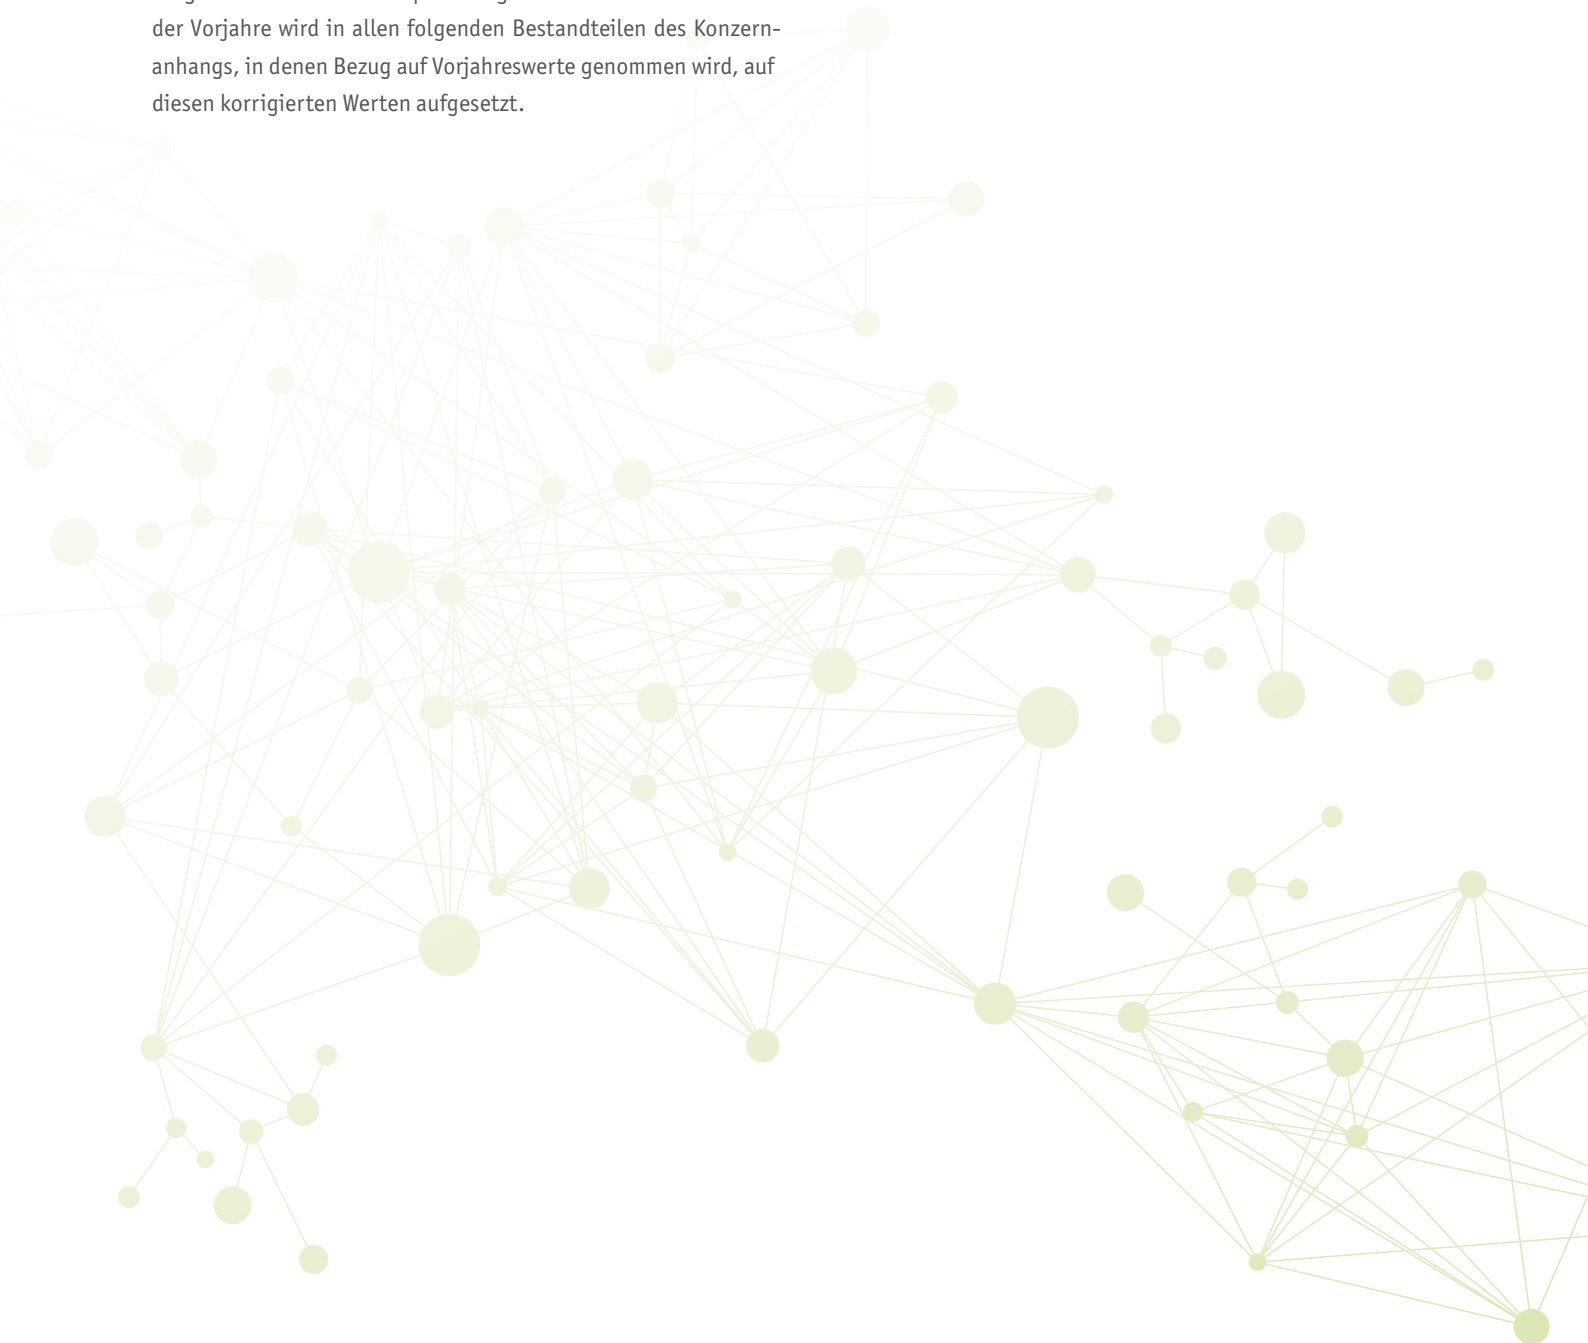 der Vorjahre wird in allen folgenden Bestandteilen des Konzern-
anhangs, in denen Bezug auf Vorjahreswerte genommen wird, auf
diesen korrigierten Werten aufgesetzt.